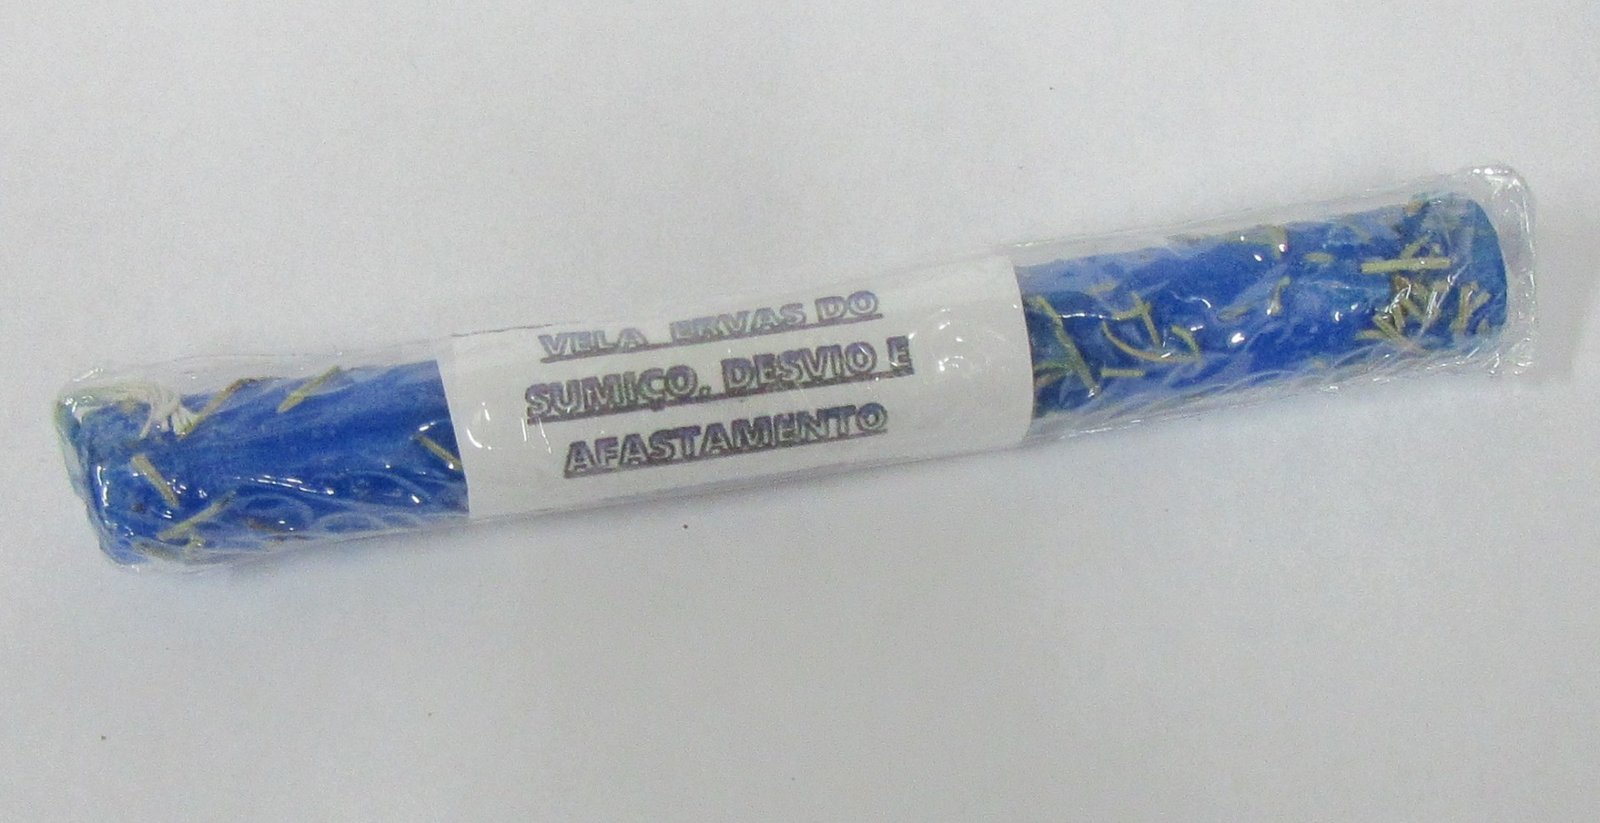 VELA ERVAS DO
SUMIÇO, DESVIO E
AFASTAMENTO